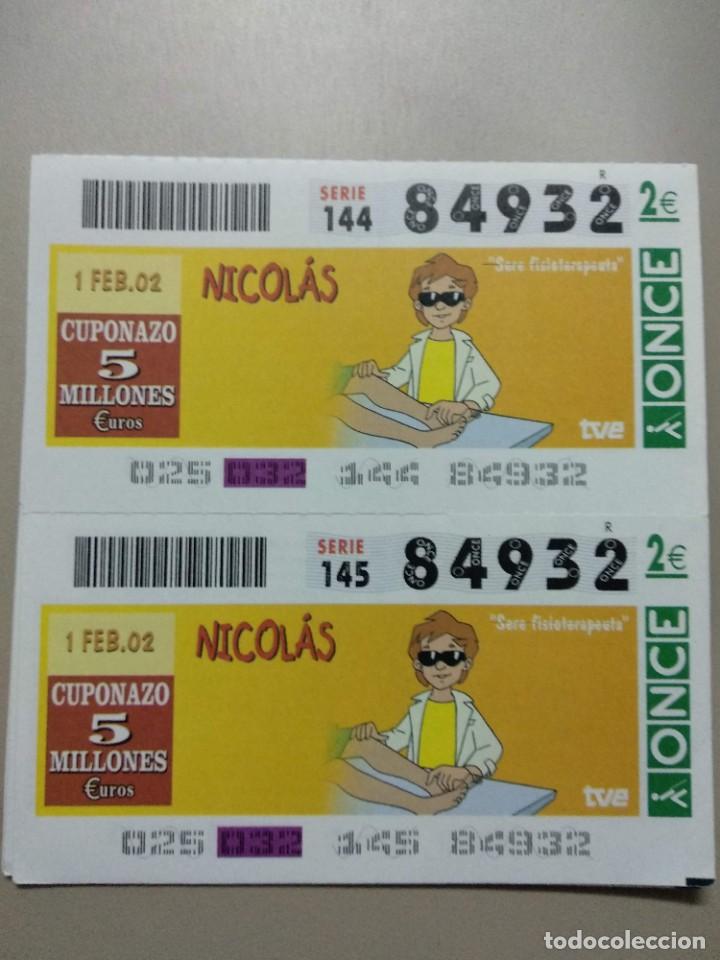 R
SERIE
144 84932 2€
1 FEB.02
NICOLÁS
"Sere fisioterapeuta"
CUPONAZO
5
MILLONES
€uros
tve
ONCE
025 032 144 84932
R
SERIE
145 84932 2€
1 FEB.02
NICOLÁS
"Sere fisioterapeuta"
CUPONAZO
5
MILLONES
€uros
tve
ONCE
025 032 145 84932
todocoleccion